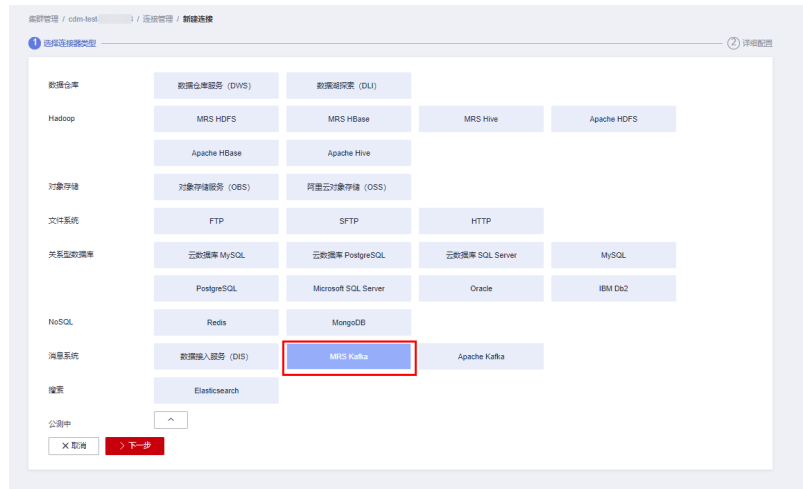 集群管理 / cdm-test / 连接管理 / 新建连接
1 选择连接器类型
2 详细配置
数据仓库 数据仓库服务（DWS） 数据湖探索（DLI）
Hadoop MRS HDFS MRS HBase MRS Hive Apache HDFS
Apache HBase Apache Hive
对象存储 对象存储服务（OBS） 阿里云对象存储（OSS）
文件系统 FTP SFTP HTTP
关系型数据库 云数据库 MySQL 云数据库 PostgreSQL 云数据库 SQL Server MySQL
PostgreSQL Microsoft SQL Server Oracle IBM Db2
NoSQL Redis MongoDB
消息系统 数据接入服务（DIS） MRS Kafka Apache Kafka
搜索 Elasticsearch
公测中
取消 下一步